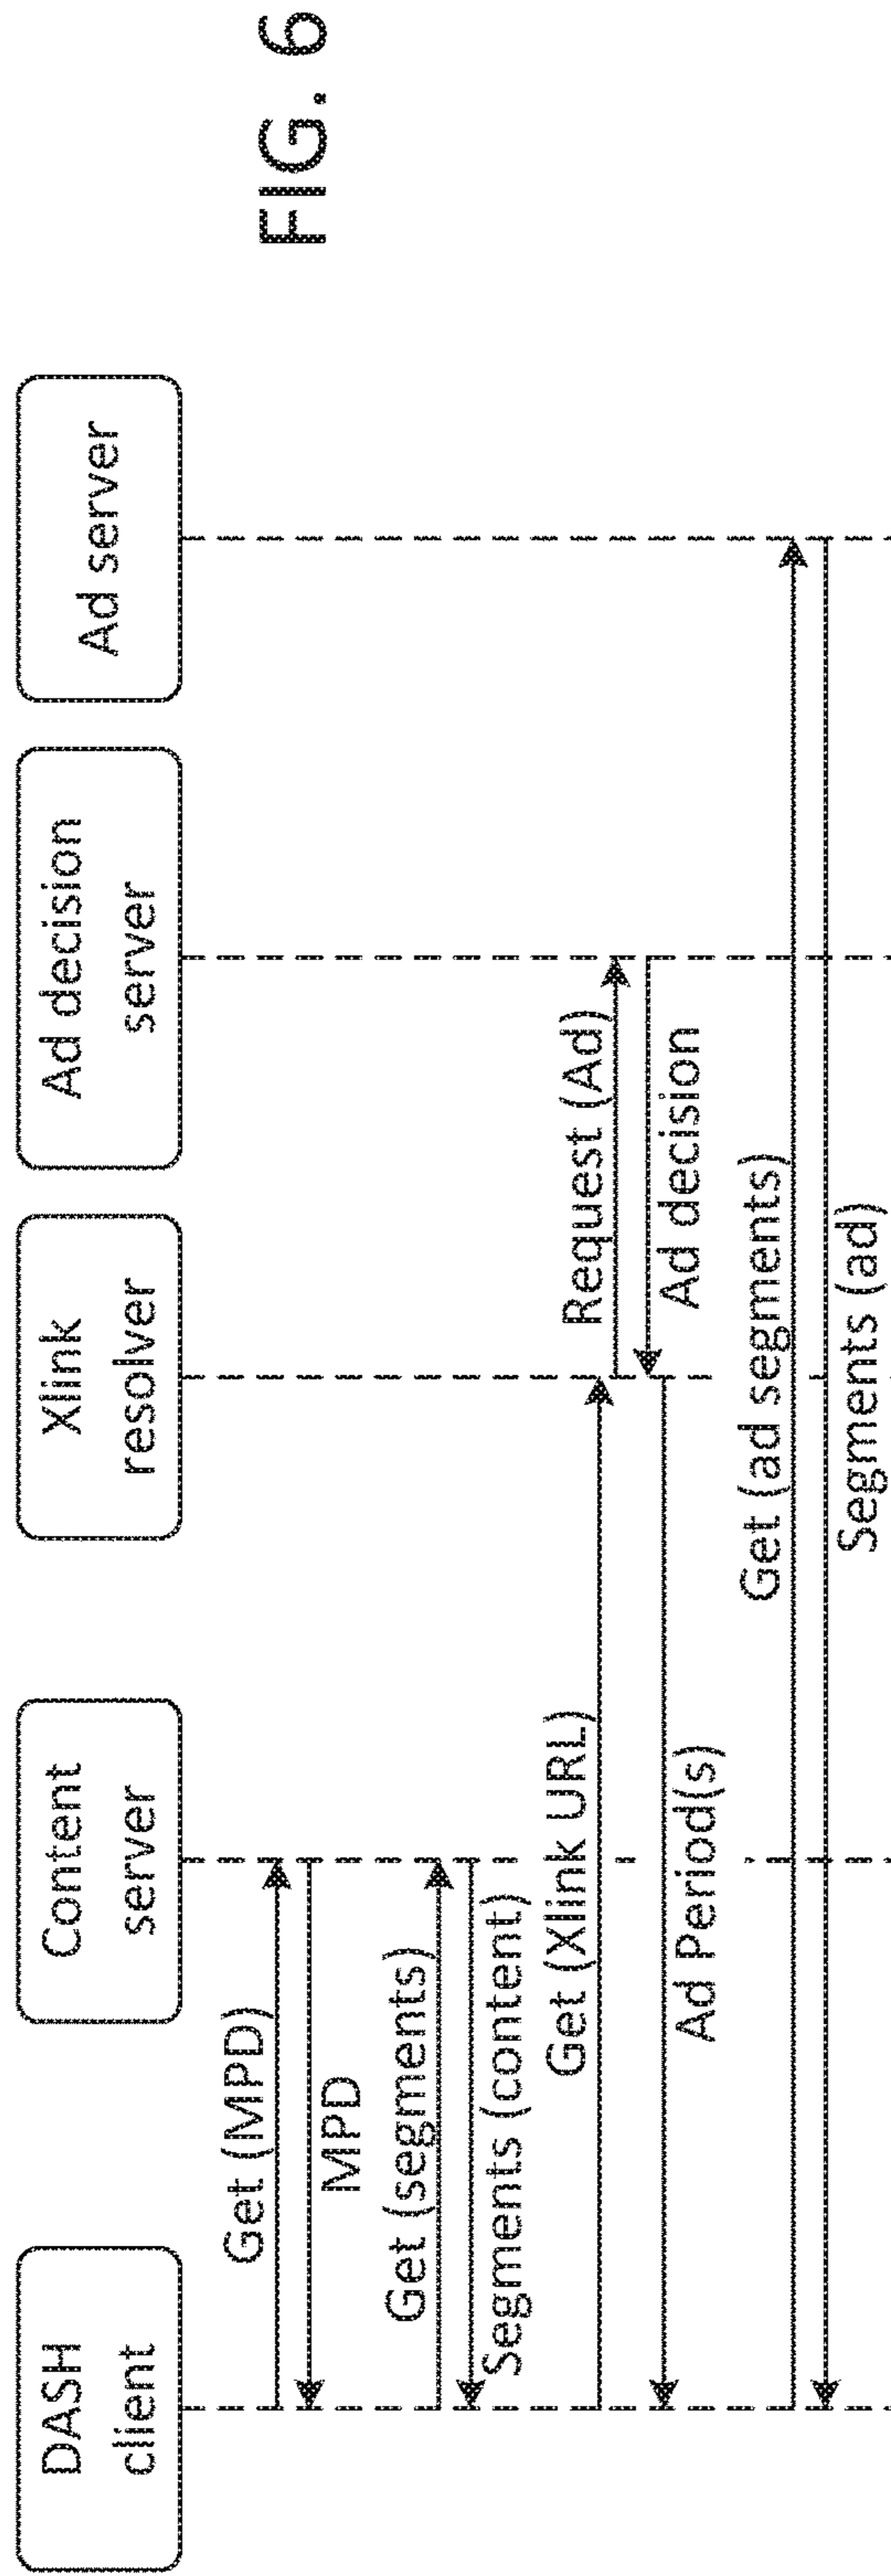 DASH
client
Content
server
Xlink
resolver
Ad decision
server
Ad server
Get (MPD)
MPD
Get (segments)
Segments (content)
Get (Xlink URL)
Request (Ad)
Ad decision
Ad Period(s)
Get (ad segments)
Segments (ad)
FIG. 6